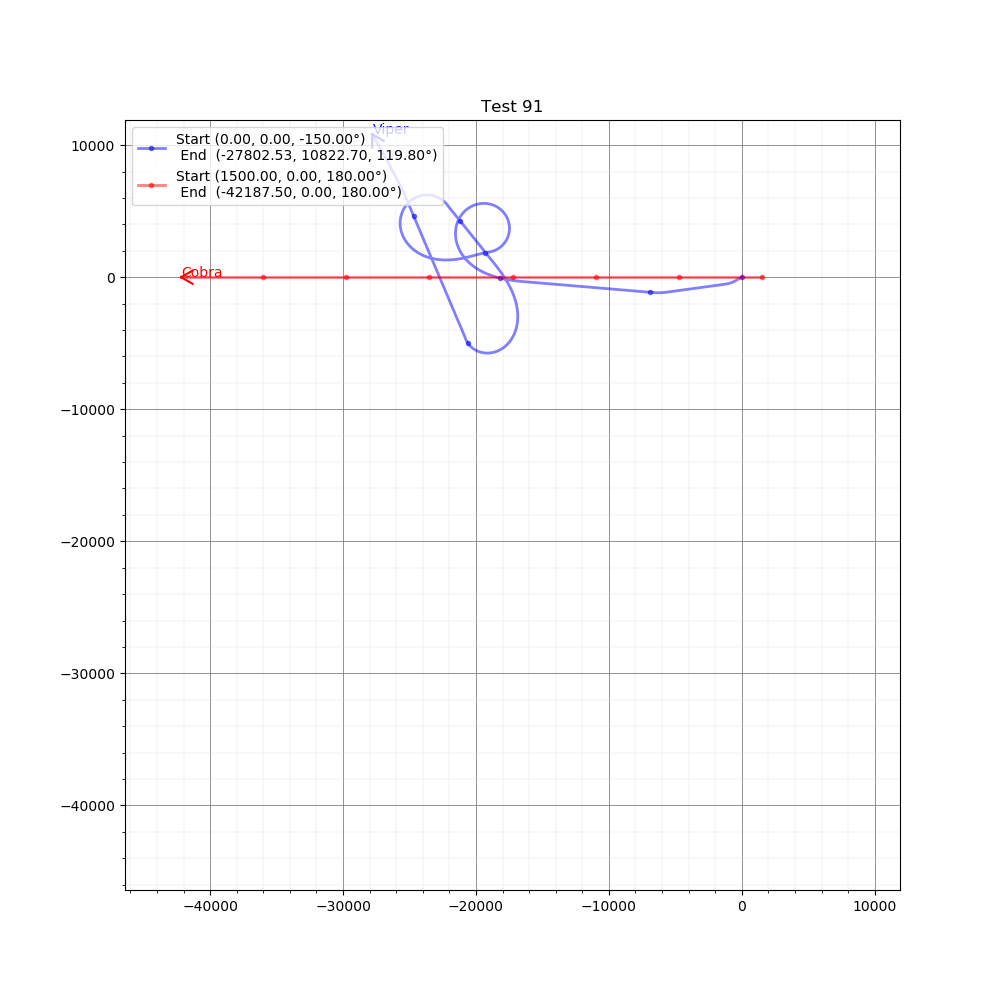 Test 91
Viper
Start (0.00, 0.00, -150.00°)
End  (-27802.53, 10822.70, 119.80°)
Start (1500.00, 0.00, 180.00°)
End  (-42187.50, 0.00, 180.00°)
Cobra
10000
0
−10000
−20000
−30000
−40000
−40000 −30000 −20000 −10000 0 10000